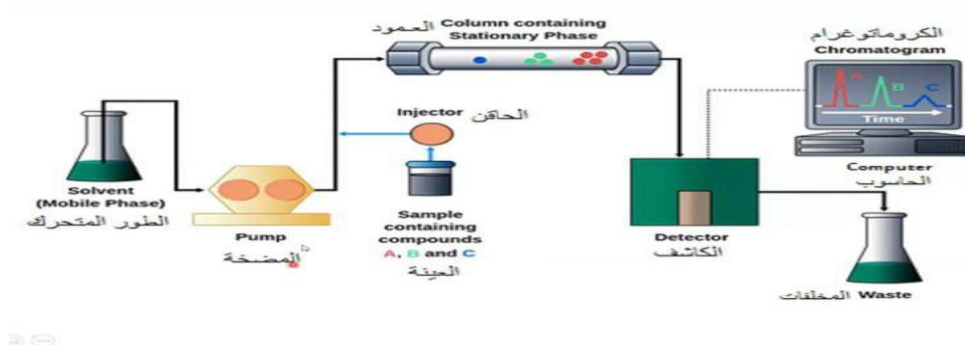 العمود
Column containing
Stationary Phase
الكروماتوغرام
Chromatogram
A
B
C
Time
Computer
الحاسوب
Injector
الحاقن
Solvent
(Mobile Phase)
الطور المتحرك
Pump
المضخة
Sample
containing
compounds
A, B and C
العينة
Detector
الكاشف
المخلفات Waste